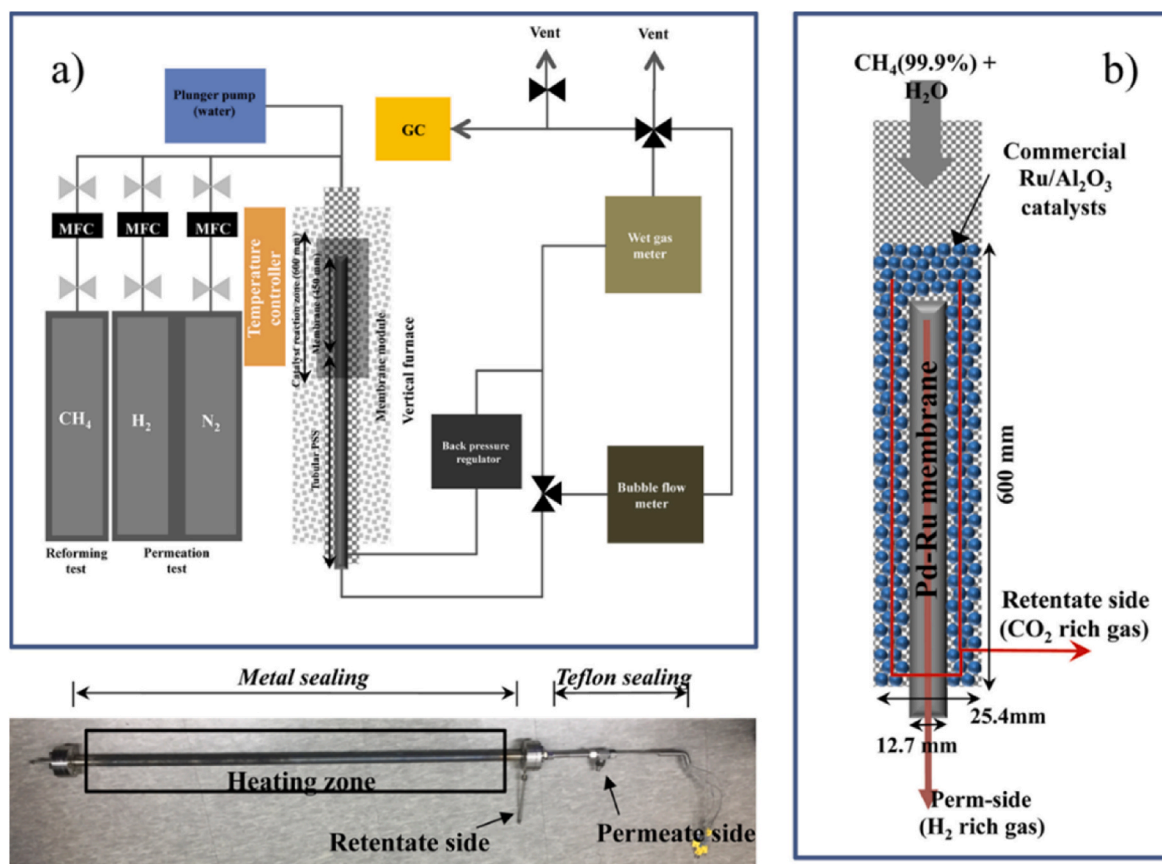 a)
Vent
Vent
Plunger pump
(water)
GC
MFC
MFC
MFC
Temperature
controller
Catalyst reaction zone (600 mm)
Membrane (450 mm)
Tubular PSS
Membrane module
Vertical furnace
Wet gas
meter
Back pressure
regulator
Bubble flow
meter
CH4
H2
N2
Reforming
test
Permeation
test
Metal sealing
Teflon sealing
Heating zone
Retentate side
Permeate side
b)
CH4(99.9%) +
H2O
Commercial
Ru/Al2O3
catalysts
Pd-Ru membrane
600 mm
Retentate side
(CO2 rich gas)
25.4mm
12.7 mm
Perm-side
(H2 rich gas)